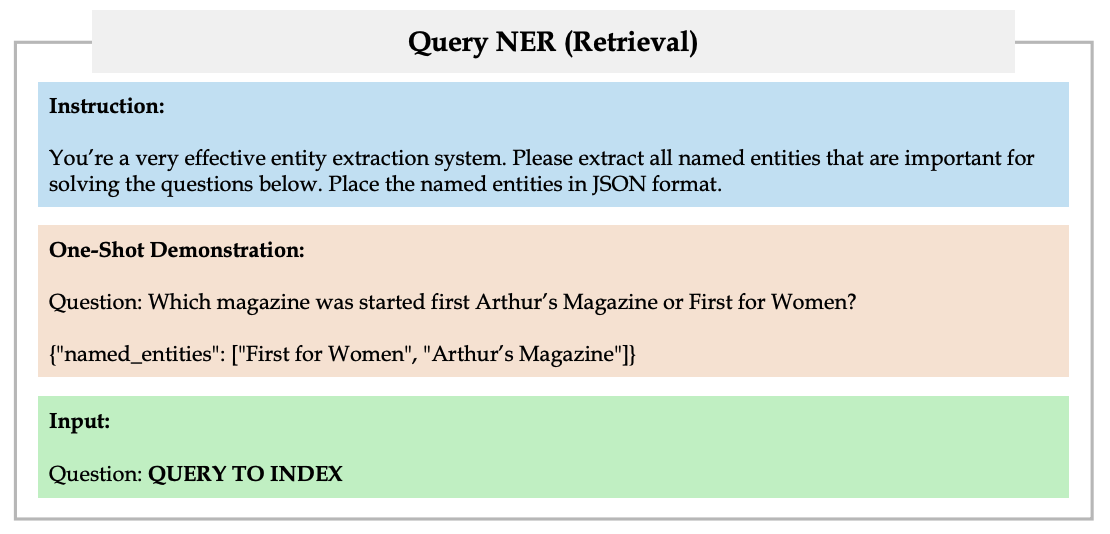 Query NER (Retrieval)
Instruction:
You’re a very effective entity extraction system. Please extract all named entities that are important for
solving the questions below. Place the named entities in JSON format.
One-Shot Demonstration:
Question: Which magazine was started first Arthur’s Magazine or First for Women?
{"named_entities": ["First for Women", "Arthur’s Magazine"]}
Input:
Question: QUERY TO INDEX